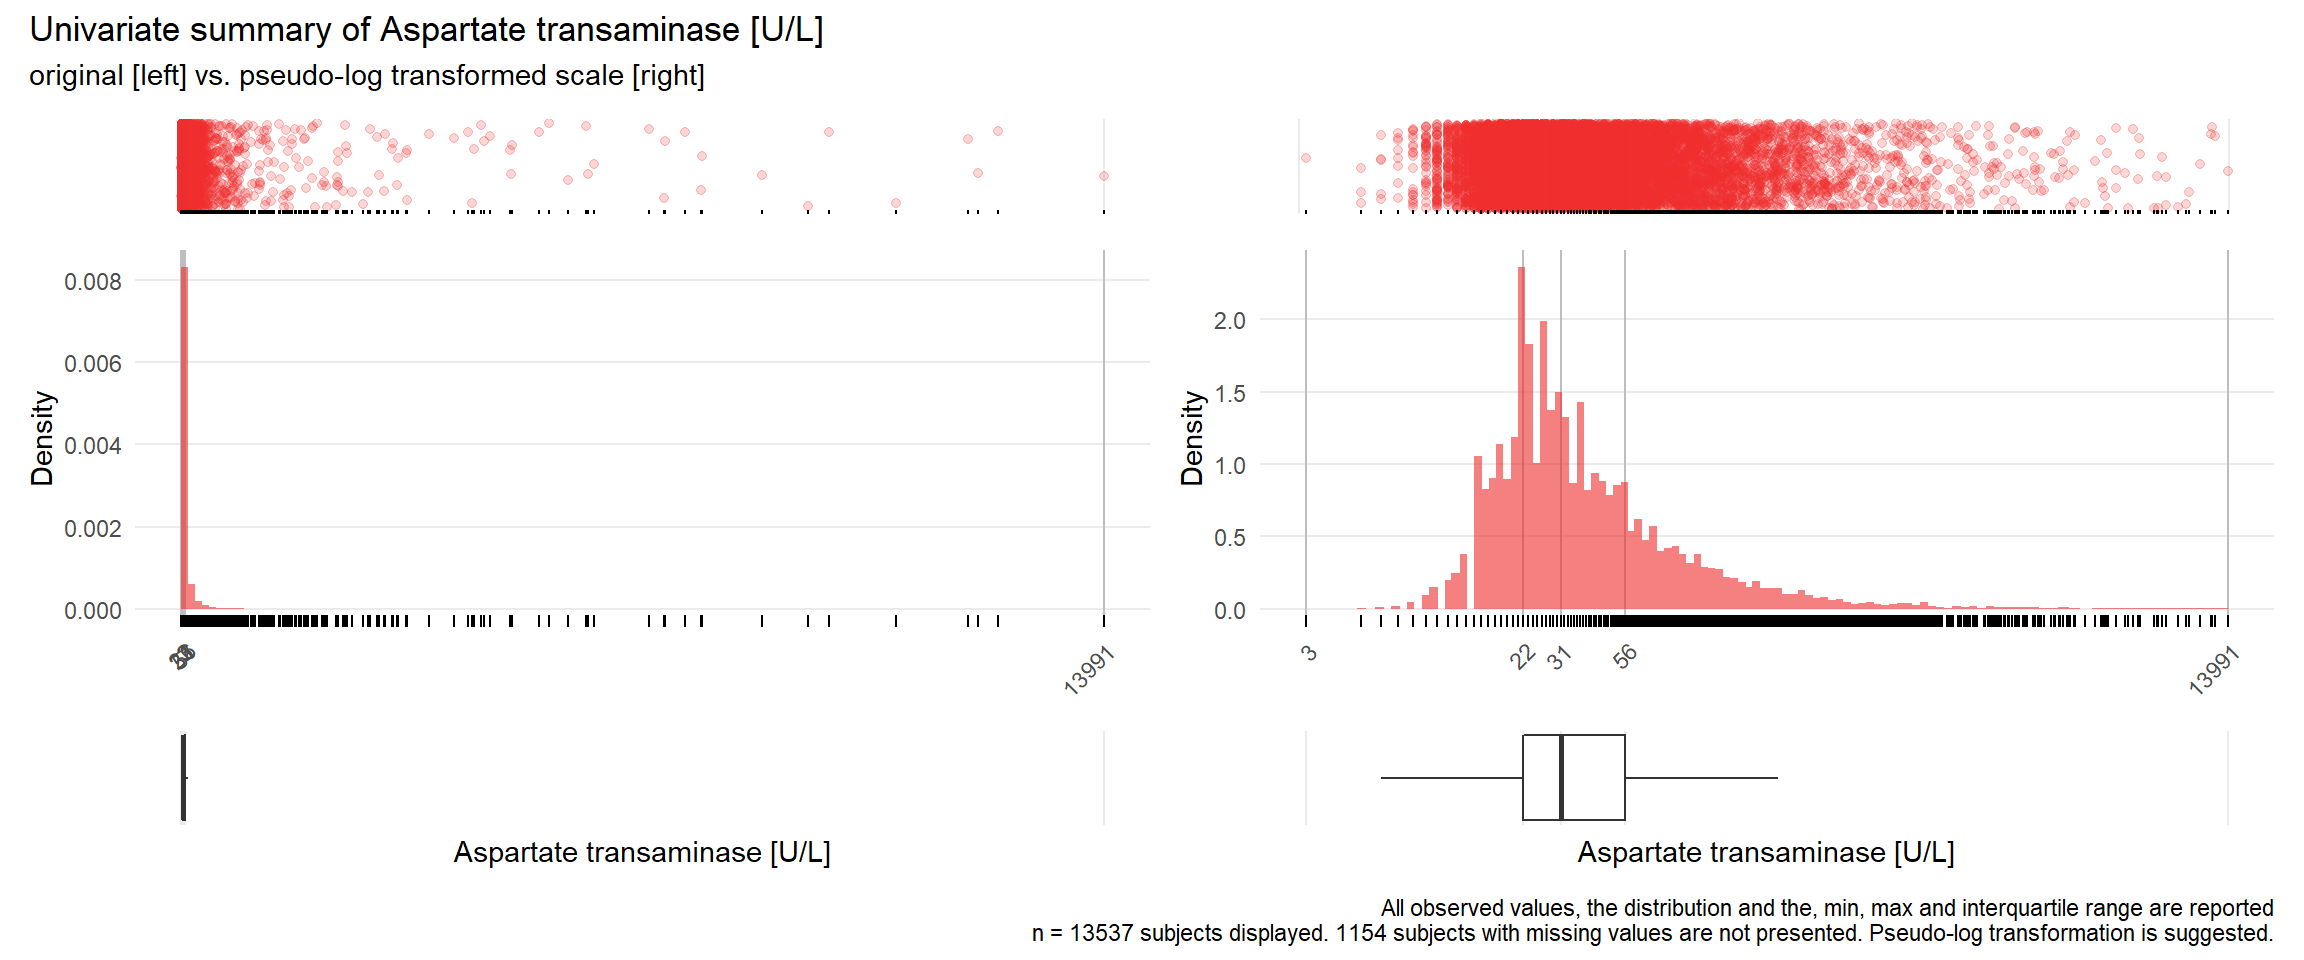 Univariate summary of Aspartate transaminase [U/L]
original [left] vs. pseudo-log transformed scale [right]
Density
0.008
0.006
0.004
0.002
0.000
13991
Aspartate transaminase [U/L]
Density
2.0
1.5
1.0
0.5
0.0
3
22
31
56
13991
Aspartate transaminase [U/L]
All observed values, the distribution and the, min, max and interquartile range are reported
n = 13537 subjects displayed. 1154 subjects with missing values are not presented. Pseudo-log transformation is suggested.